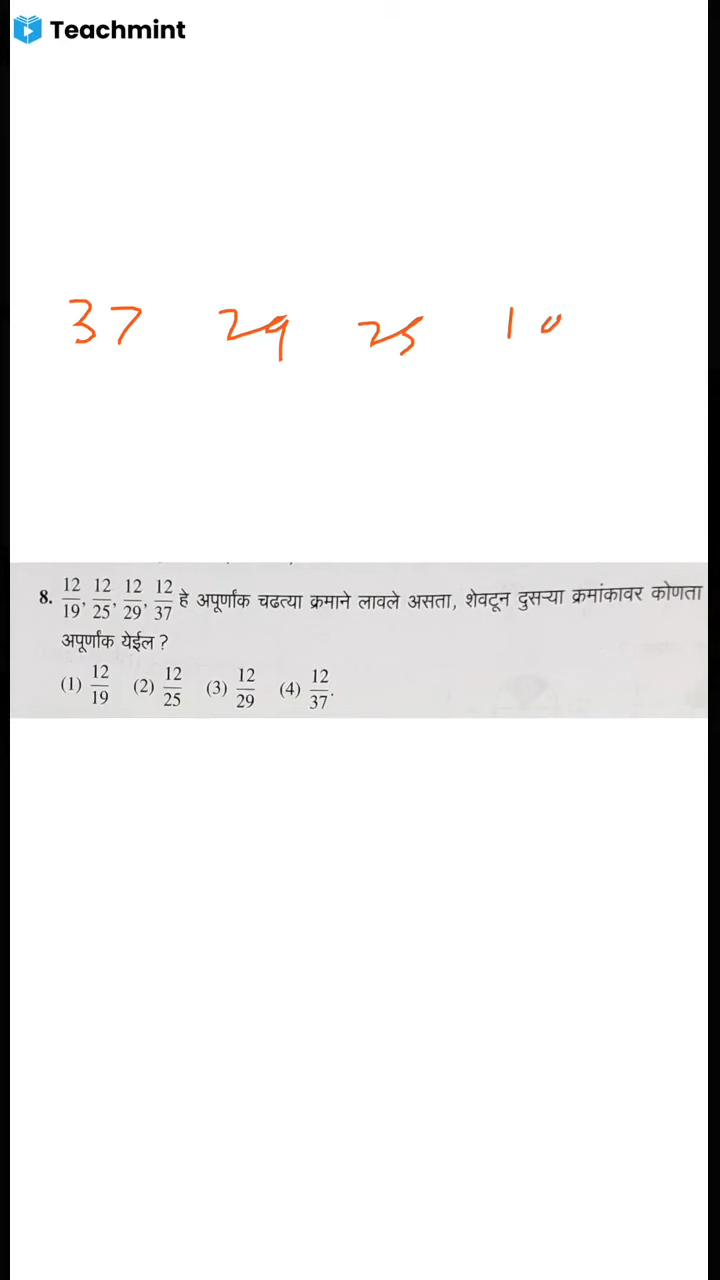 Teachmint
37 29 25 10
8. 12/19, 12/25, 12/29, 12/37 हे अपूर्णांक चढत्या क्रमाने लावले असता, शेवटून दुसऱ्या क्रमांकावर कोणता
अपूर्णांक येईल ?
(1) 12/19 (2) 12/25 (3) 12/29 (4) 12/37.